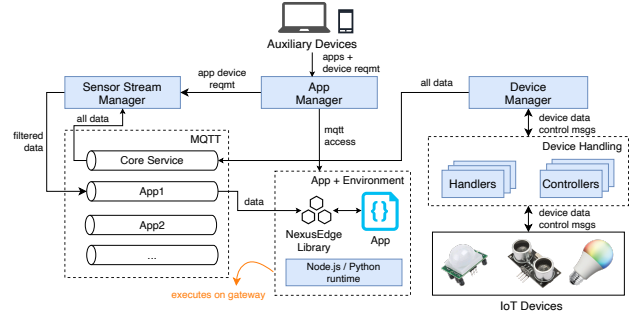 Auxiliary Devices
apps +
device reqmt
Sensor Stream
Manager
app device
reqmt
App
Manager
all data
Device
Manager
filtered
data
all data
MQTT
mqtt
access
device data
control msgs
Device Handling
Core Service
App1
App2
...
data
App + Environment
NexusEdge
Library
App
Node.js / Python
runtime
executes on gateway
Handlers
Controllers
device data
control msgs
IoT Devices